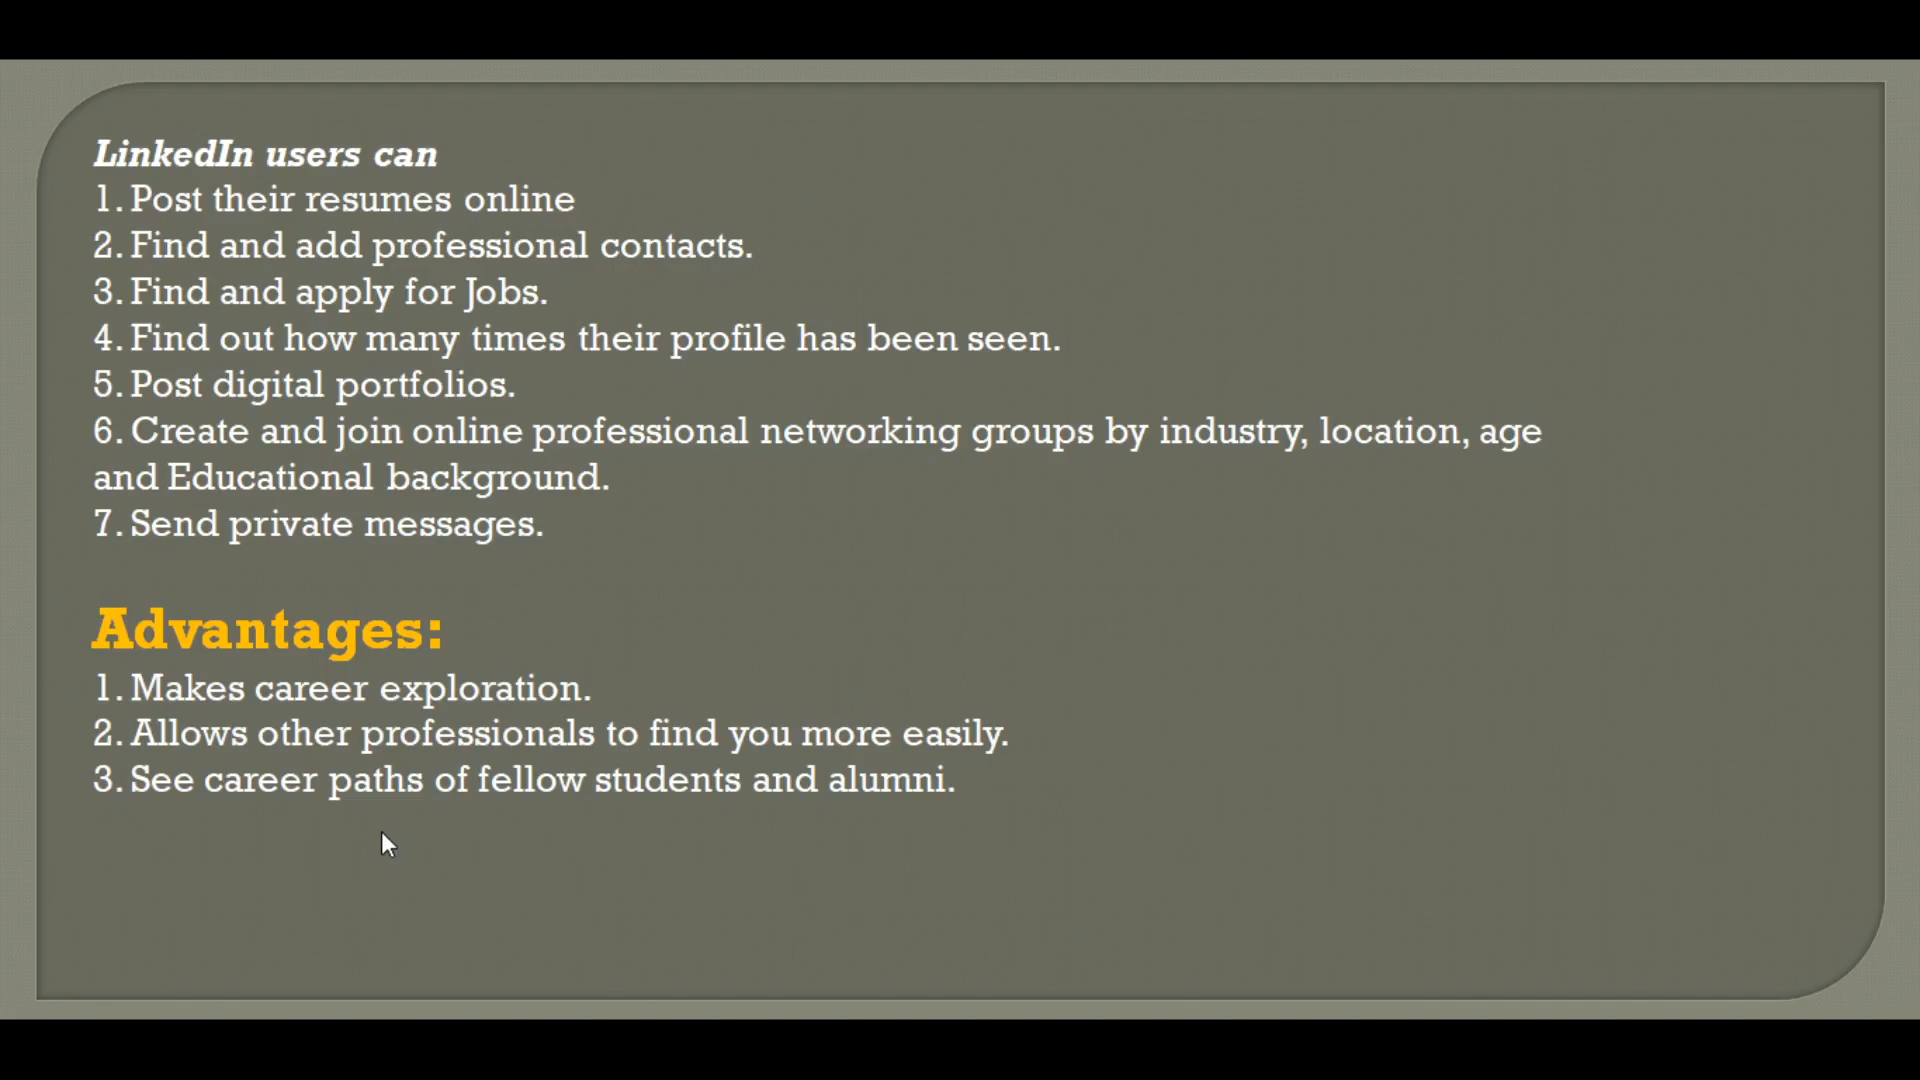 LinkedIn users can
1. Post their resumes online
2. Find and add professional contacts.
3. Find and apply for Jobs.
4. Find out how many times their profile has been seen.
5. Post digital portfolios.
6. Create and join online professional networking groups by industry, location, age
and Educational background.
7. Send private messages.
Advantages:
1. Makes career exploration.
2. Allows other professionals to find you more easily.
3. See career paths of fellow students and alumni.